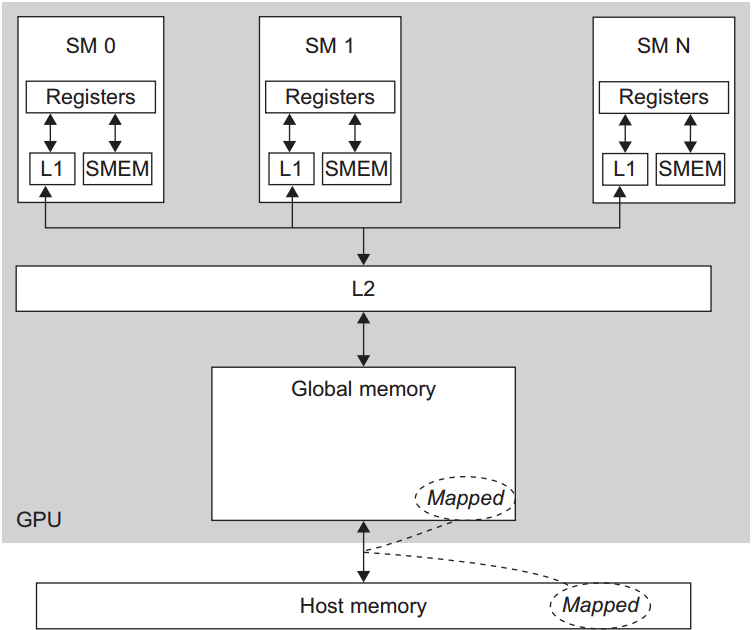 SM 0
SM 1
SM N
Registers
Registers
Registers
L1
SMEM
L1
SMEM
L1
SMEM
L2
Global memory
Mapped
GPU
Host memory
Mapped